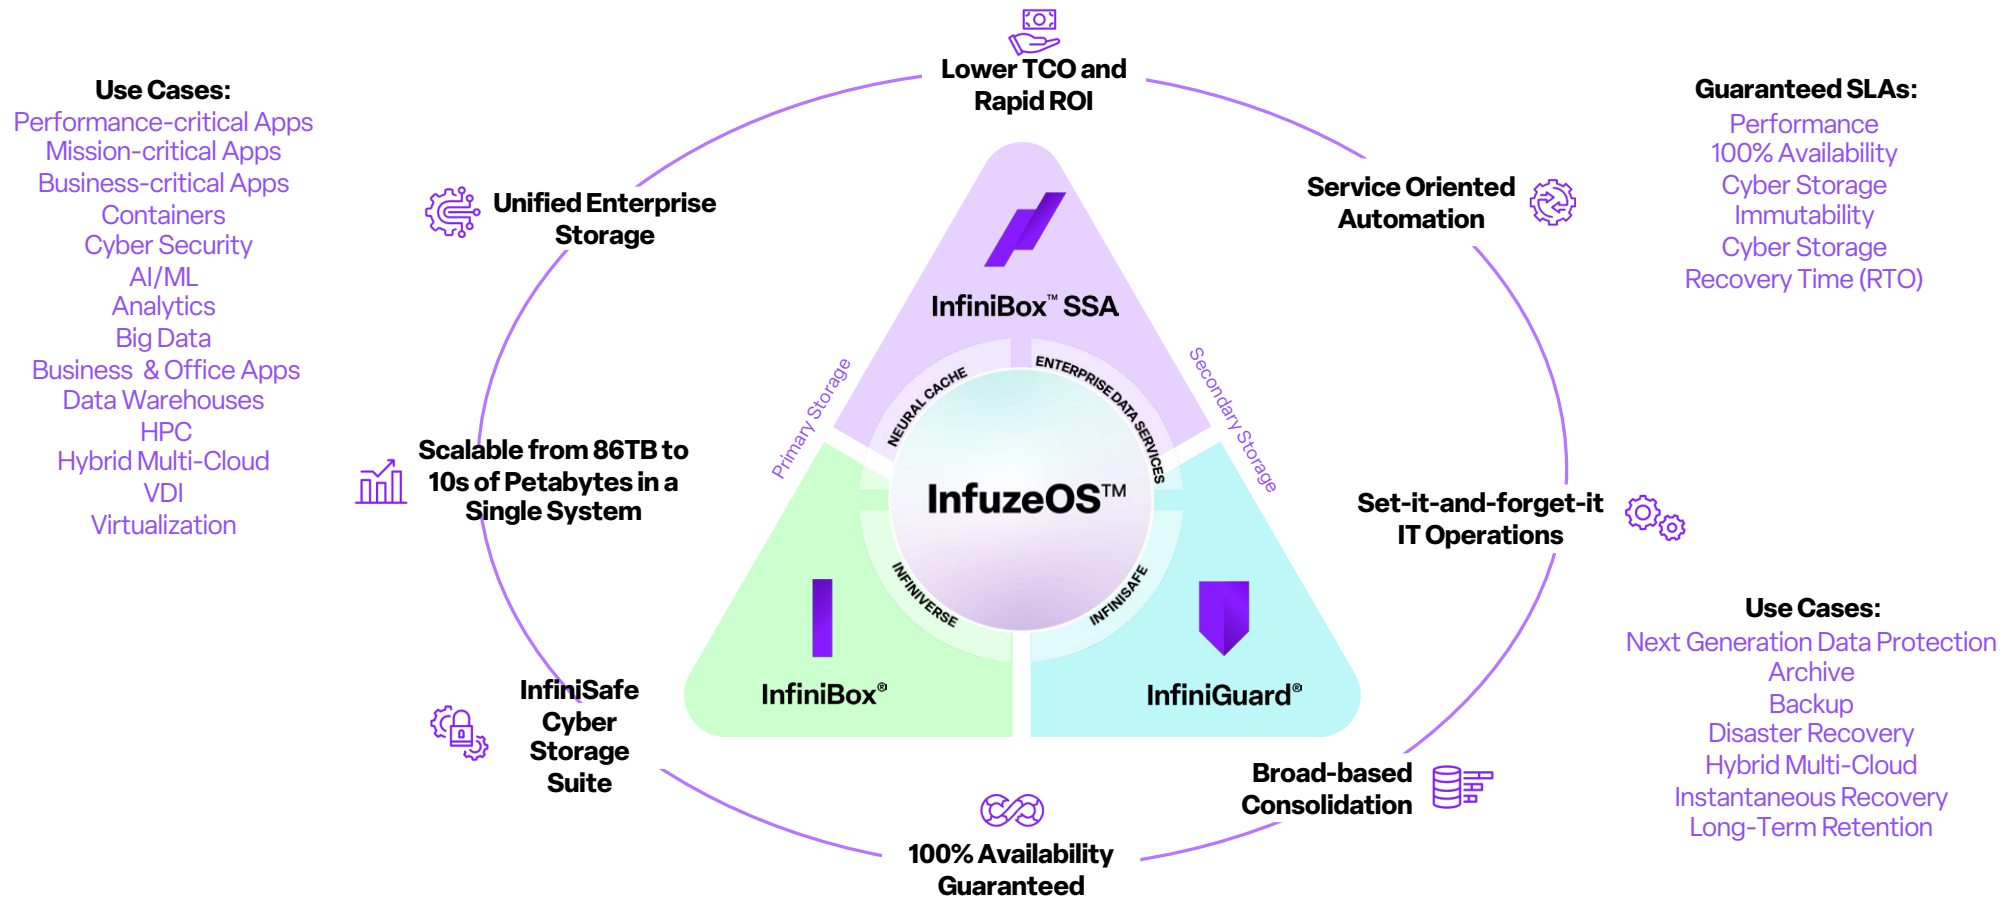 Lower TCO and
Rapid ROI
Use Cases:
Performance-critical Apps
Mission-critical Apps
Business-critical Apps
Containers
Cyber Security
AI/ML
Analytics
Big Data
Business & Office Apps
Data Warehouses
HPC
Hybrid Multi-Cloud
VDI
Virtualization
Unified Enterprise
Storage
Scalable from 86TB to
10s of Petabytes in a
Single System
InfiniSafe
Cyber
Storage
Suite
InfiniBox™ SSA
Primary Storage
Secondary Storage
NEURAL CACHE
ENTERPRISE DATA SERVICES
InfuzeOS™
INFINIVERSE
INFINISAFE
InfiniBox®
InfiniGuard®
100% Availability
Guaranteed
Service Oriented
Automation
Set-it-and-forget-it
IT Operations
Broad-based
Consolidation
Guaranteed SLAs:
Performance
100% Availability
Cyber Storage
Immutability
Cyber Storage
Recovery Time (RTO)
Use Cases:
Next Generation Data Protection
Archive
Backup
Disaster Recovery
Hybrid Multi-Cloud
Instantaneous Recovery
Long-Term Retention